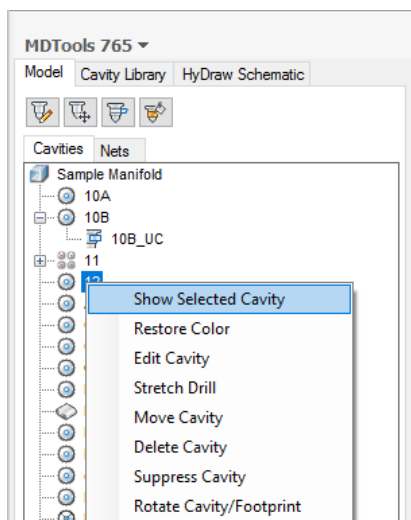 MDTools 765
Model Cavity Library HyDraw Schematic
Cavities Nets
Sample Manifold
10A
10B
10B_UC
11
Show Selected Cavity
Restore Color
Edit Cavity
Stretch Drill
Move Cavity
Delete Cavity
Suppress Cavity
Rotate Cavity/Footprint